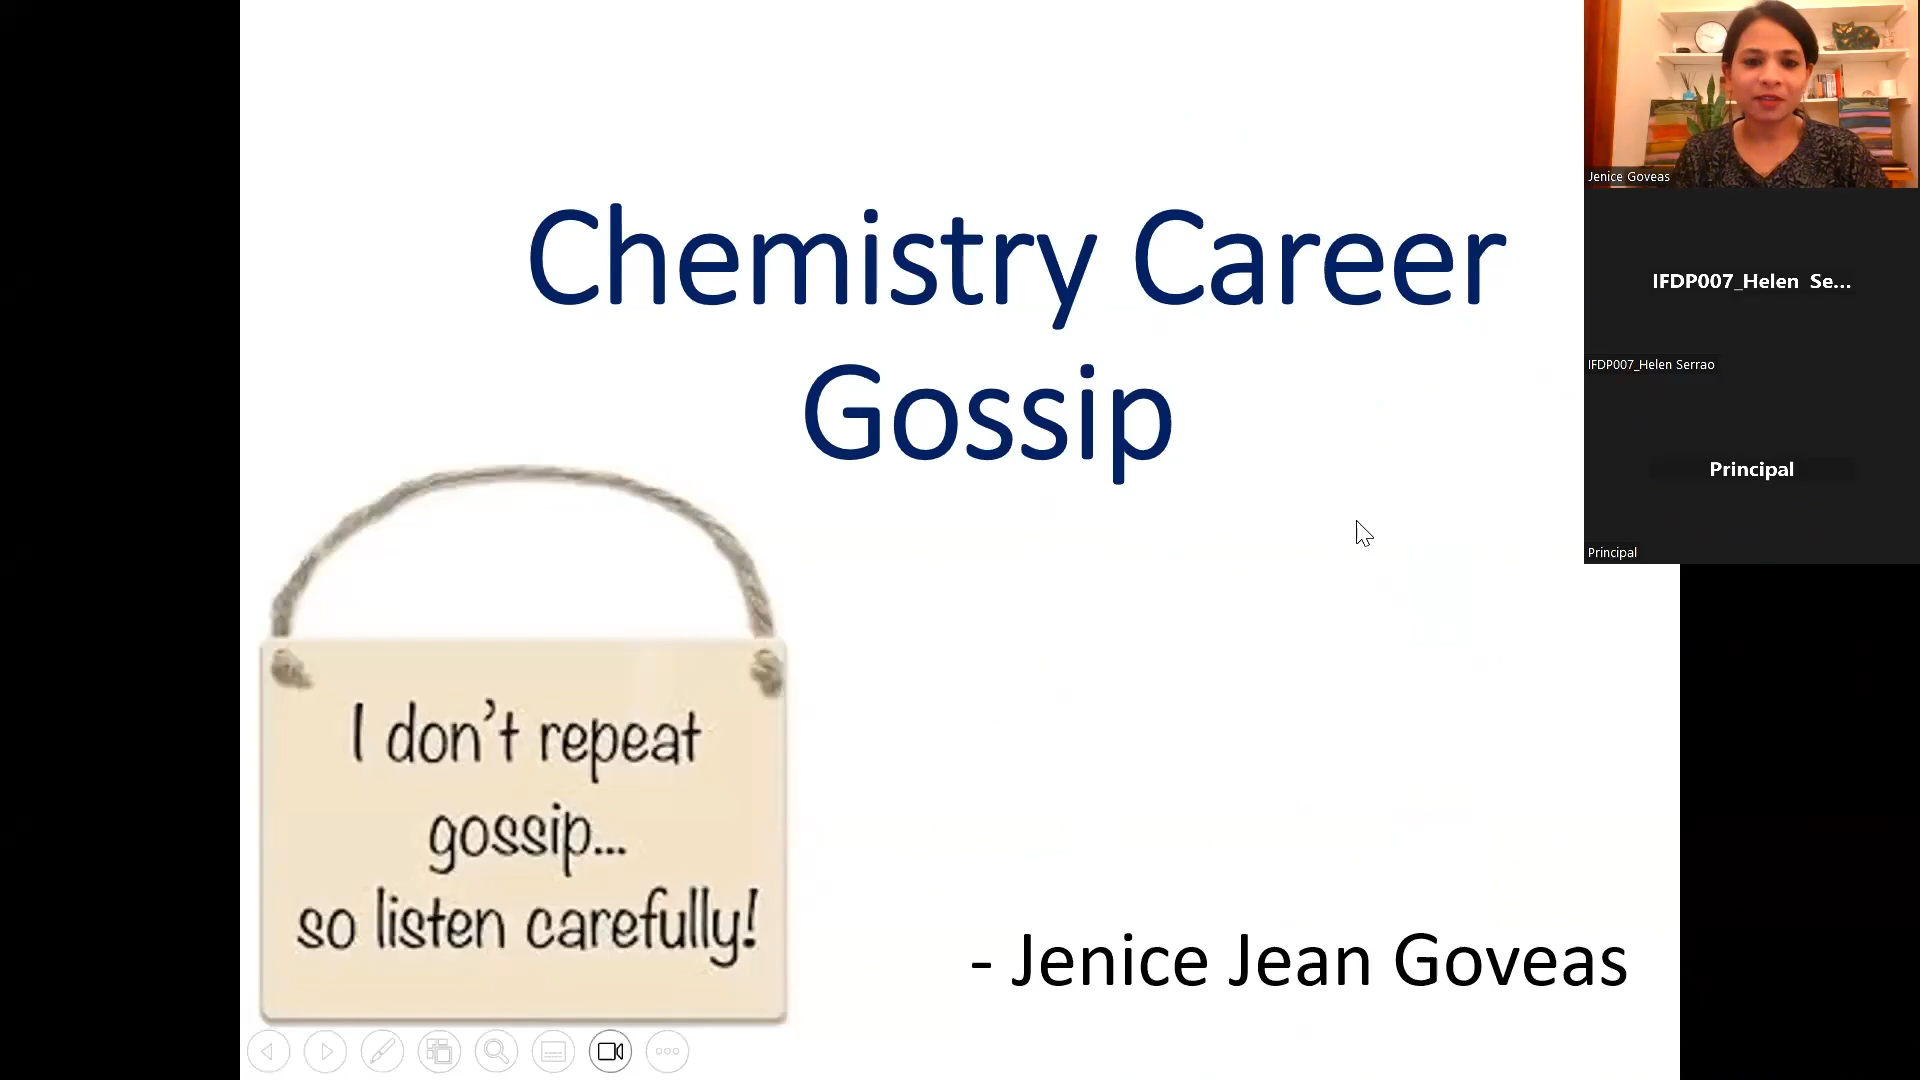 Chemistry Career
Gossip
I don't repeat
gossip...
so listen carefully!
- Jenice Jean Goveas
Jenice Goveas
IFDP007_Helen Se...
IFDP007_Helen Serrao
Principal
Principal